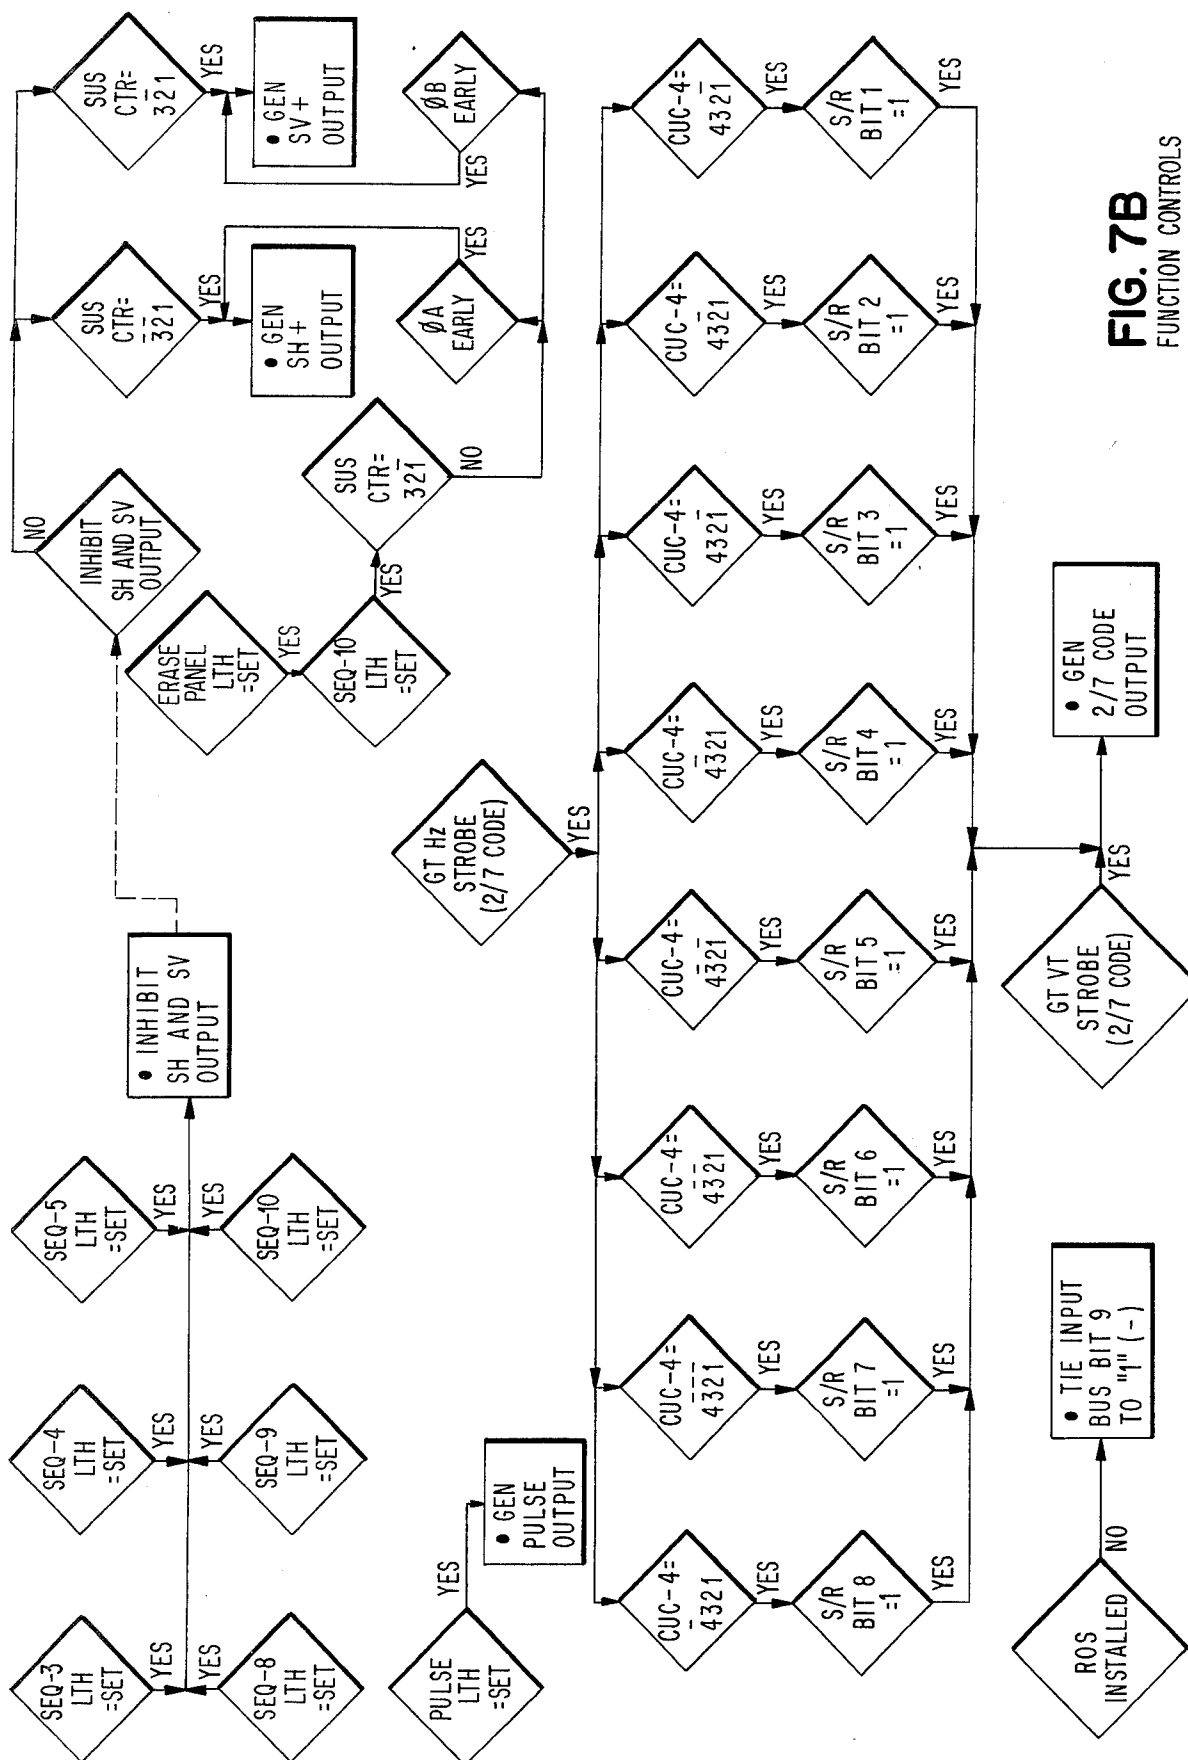 SEQ-3
LTH
=SET
YES
SEQ-4
LTH
=SET
YES
SEQ-5
LTH
=SET
YES
SEQ-8
LTH
=SET
YES
SEQ-9
LTH
=SET
YES
SEQ-10
LTH
=SET
YES
• INHIBIT
SH AND SV
OUTPUT
INHIBIT
SH AND SV
OUTPUT
NO
SUS
CTR=
321
YES
• GEN
SH+
OUTPUT
SUS
CTR=
321
YES
• GEN
SV+
OUTPUT
ERASE
PANEL
LTH
=SET
YES
SEQ-10
LTH
=SET
YES
SUS
CTR=
321
NO
ØA
EARLY
YES
ØB
EARLY
YES
PULSE
LTH
=SET
YES
• GEN
PULSE
OUTPUT
GT Hz
STROBE
(2/7 CODE)
YES
CUC-4=
4321
YES
S/R
BIT 8
=1
YES
CUC-4=
4321
YES
S/R
BIT 7
=1
YES
CUC-4=
4321
YES
S/R
BIT 6
=1
YES
CUC-4=
4321
YES
S/R
BIT 5
=1
YES
CUC-4=
4321
YES
S/R
BIT 4
=1
YES
CUC-4=
4321
YES
S/R
BIT 3
=1
YES
CUC-4=
4321
YES
S/R
BIT 2
=1
YES
CUC-4=
4321
YES
S/R
BIT 1
=1
YES
ROS
INSTALLED
NO
• TIE INPUT
BUS BIT 9
TO "1" (-)
GT VT
STROBE
(2/7 CODE)
YES
• GEN
2/7 CODE
OUTPUT
FIG. 7B
FUNCTION CONTROLS